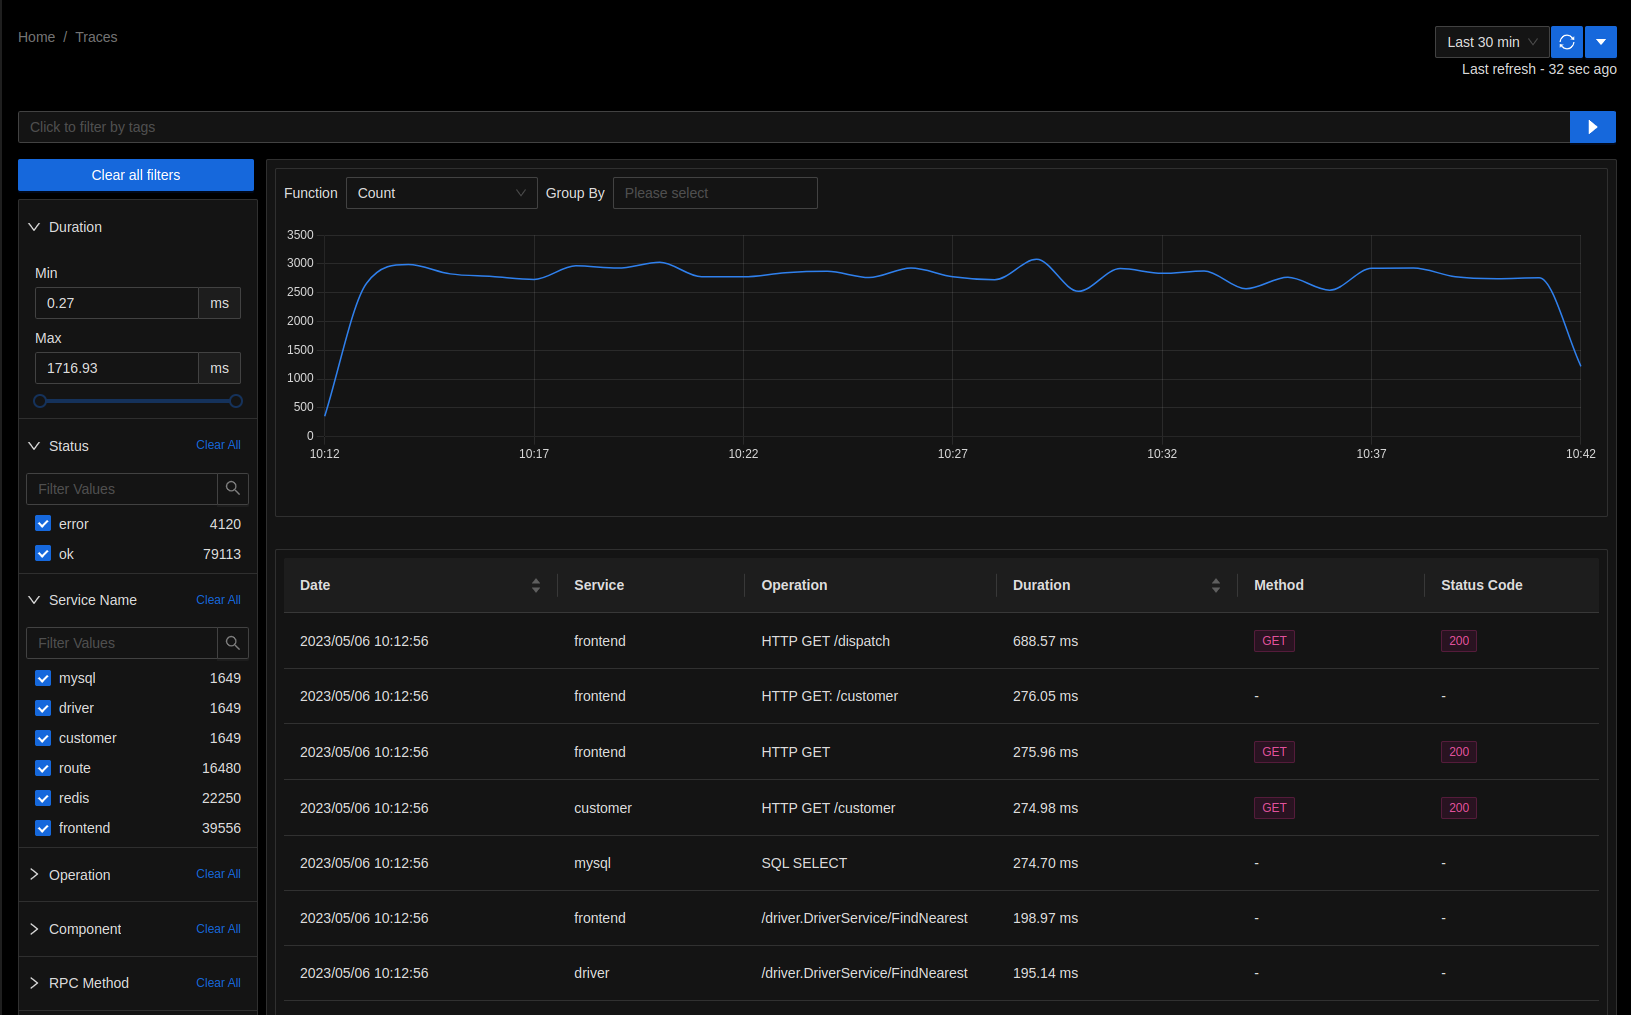 Home / Traces
Last 30 min
Last refresh - 32 sec ago
Click to filter by tags
Clear all filters
Duration
Min
0.27 ms
Max
1716.93 ms
Status Clear All
Filter Values
error 4120
ok 79113
Service Name Clear All
Filter Values
mysql 1649
driver 1649
customer 1649
route 16480
redis 22250
frontend 39556
Operation Clear All
Component Clear All
RPC Method Clear All
Function Count Group By Please select
3500
3000
2500
2000
1500
1000
500
0
10:12 10:17 10:22 10:27 10:32 10:37 10:42
Date Service Operation Duration Method Status Code
2023/05/06 10:12:56 frontend HTTP GET /dispatch 688.57 ms GET 200
2023/05/06 10:12:56 frontend HTTP GET: /customer 276.05 ms - -
2023/05/06 10:12:56 frontend HTTP GET 275.96 ms GET 200
2023/05/06 10:12:56 customer HTTP GET /customer 274.98 ms GET 200
2023/05/06 10:12:56 mysql SQL SELECT 274.70 ms - -
2023/05/06 10:12:56 frontend /driver.DriverService/FindNearest 198.97 ms - -
2023/05/06 10:12:56 driver /driver.DriverService/FindNearest 195.14 ms - -